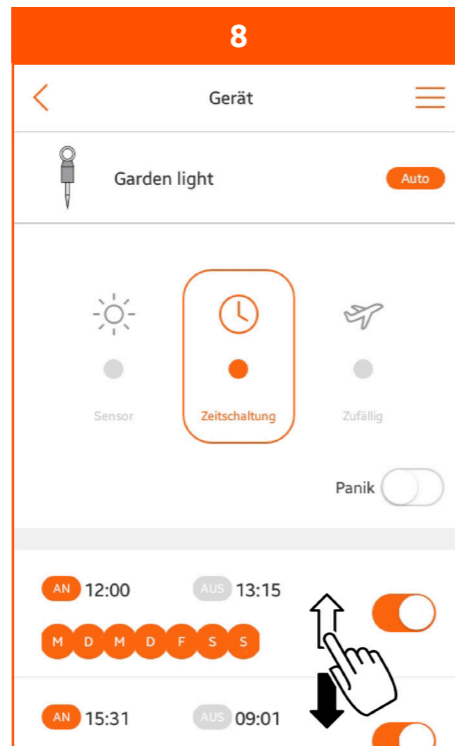 8
Gerät
Garden light Auto
Sensor Zeitschaltung Zufällig
Panik
AN 12:00 AUS 13:15
M D M D F S S
AN 15:31 AUS 09:01